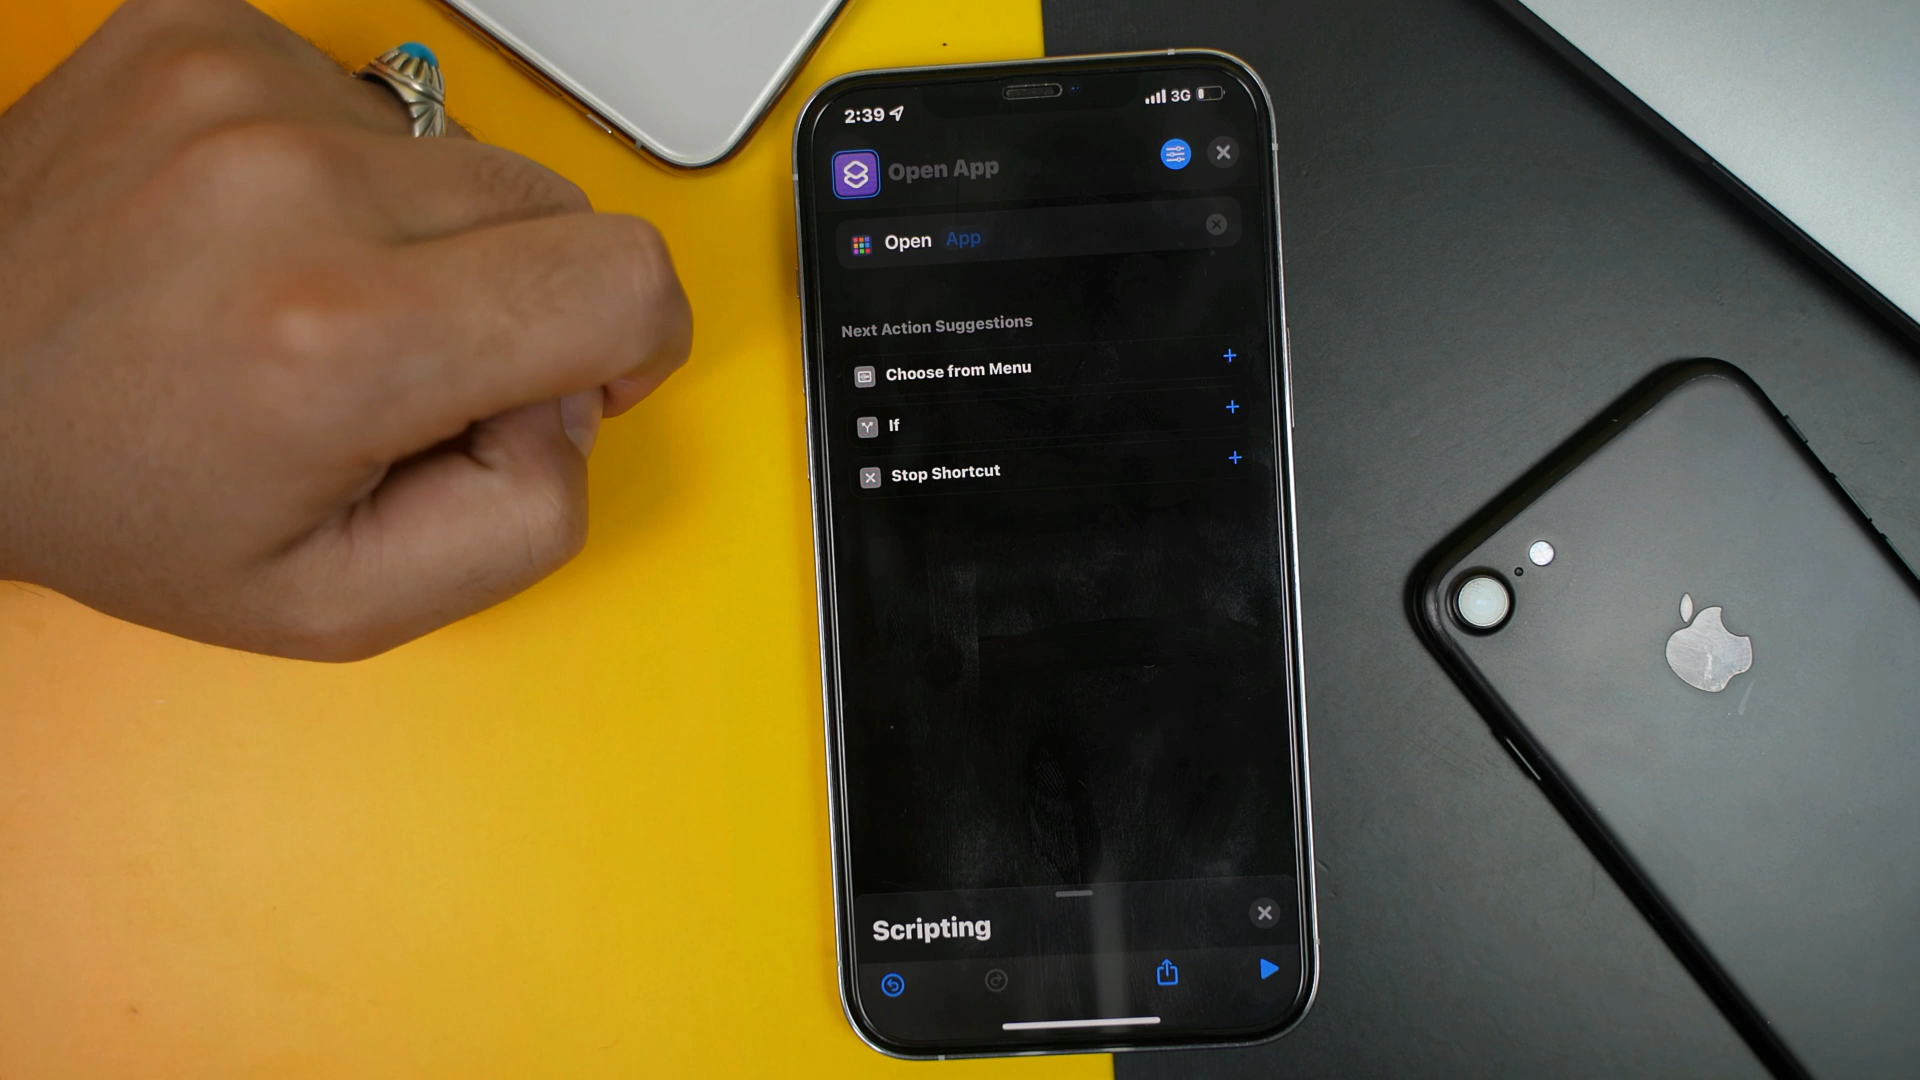 2:39
3G
Open App
Open App
Next Action Suggestions
Choose from Menu
If
Stop Shortcut
Scripting